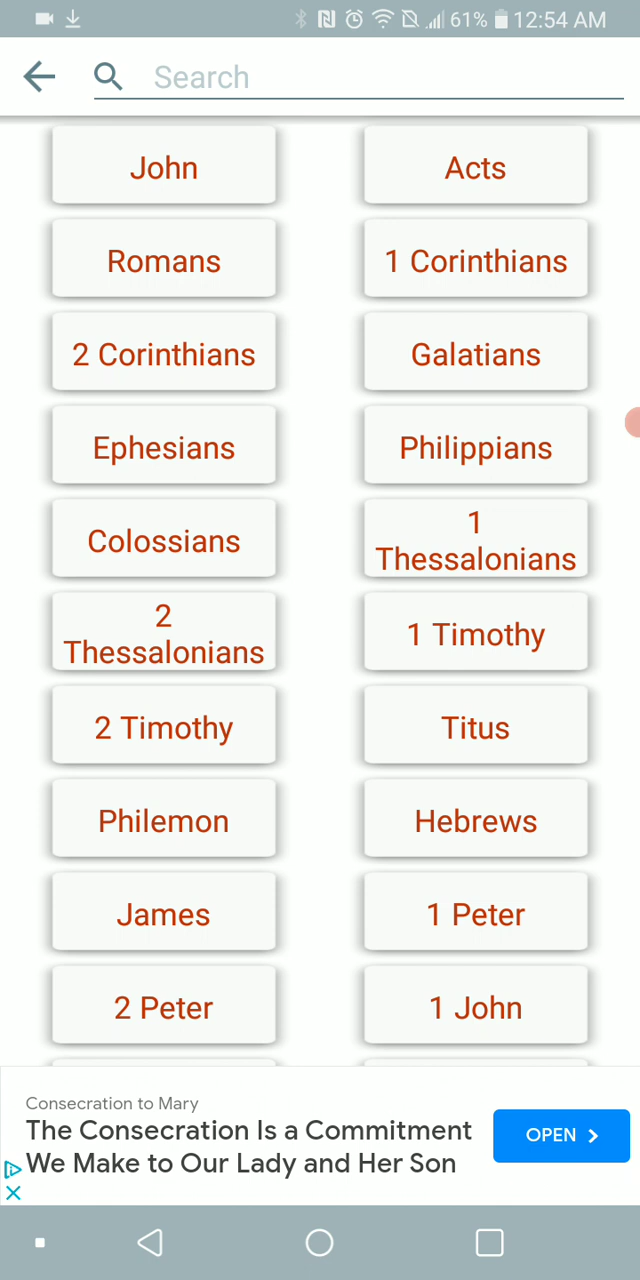 61% 12:54 AM
Search
John
Acts
Romans
1 Corinthians
2 Corinthians
Galatians
Ephesians
Philippians
Colossians
1
Thessalonians
2
Thessalonians
1 Timothy
2 Timothy
Titus
Philemon
Hebrews
James
1 Peter
2 Peter
1 John
Consecration to Mary
The Consecration Is a Commitment
We Make to Our Lady and Her Son
OPEN